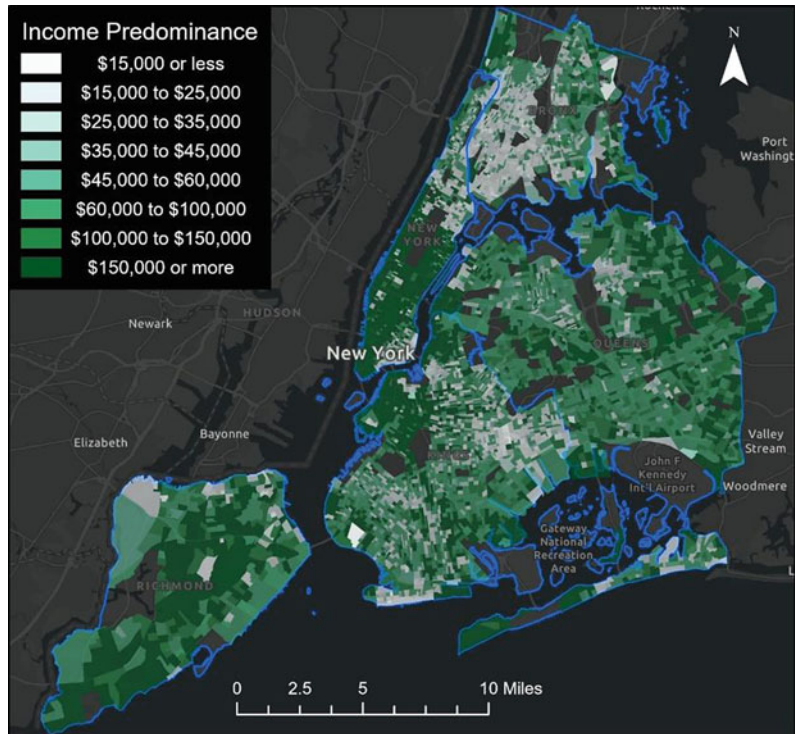 Income Predominance
$15,000 or less
$15,000 to $25,000
$25,000 to $35,000
$35,000 to $45,000
$45,000 to $60,000
$60,000 to $100,000
$100,000 to $150,000
$150,000 or more
N
BRONX
Port
Washingt
NEW
YORK
HUDSON
Newark
New York
QUEENS
Elizabeth
Bayonne
KINGS
John F
Kennedy
Int'l Airport
Valley
Stream
Woodmere
Gateway
National
Recreation
Area
L
RICHMOND
0 2.5 5 10 Miles